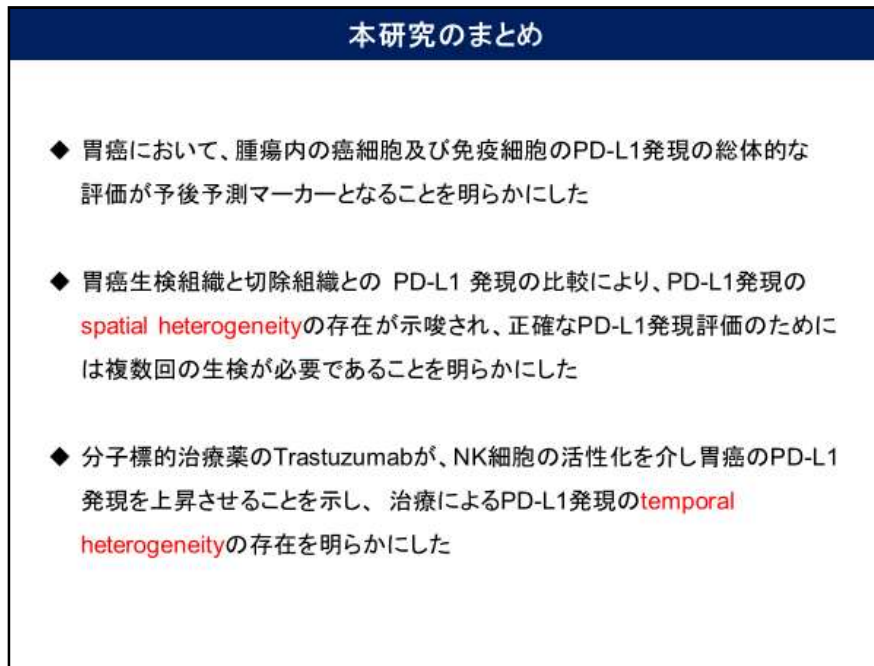 本研究のまとめ
◆ 胃癌において、腫瘍内の癌細胞及び免疫細胞のPD-L1発現の総体的な
評価が予後予測マーカーとなることを明らかにした
◆ 胃癌生検組織と切除組織との PD-L1 発現の比較により、PD-L1発現の
spatial heterogeneityの存在が示唆され、正確なPD-L1発現評価のために
は複数回の生検が必要であることを明らかにした
◆ 分子標的治療薬のTrastuzumabが、NK細胞の活性化を介し胃癌のPD-L1
発現を上昇させることを示し、 治療によるPD-L1発現のtemporal
heterogeneityの存在を明らかにした